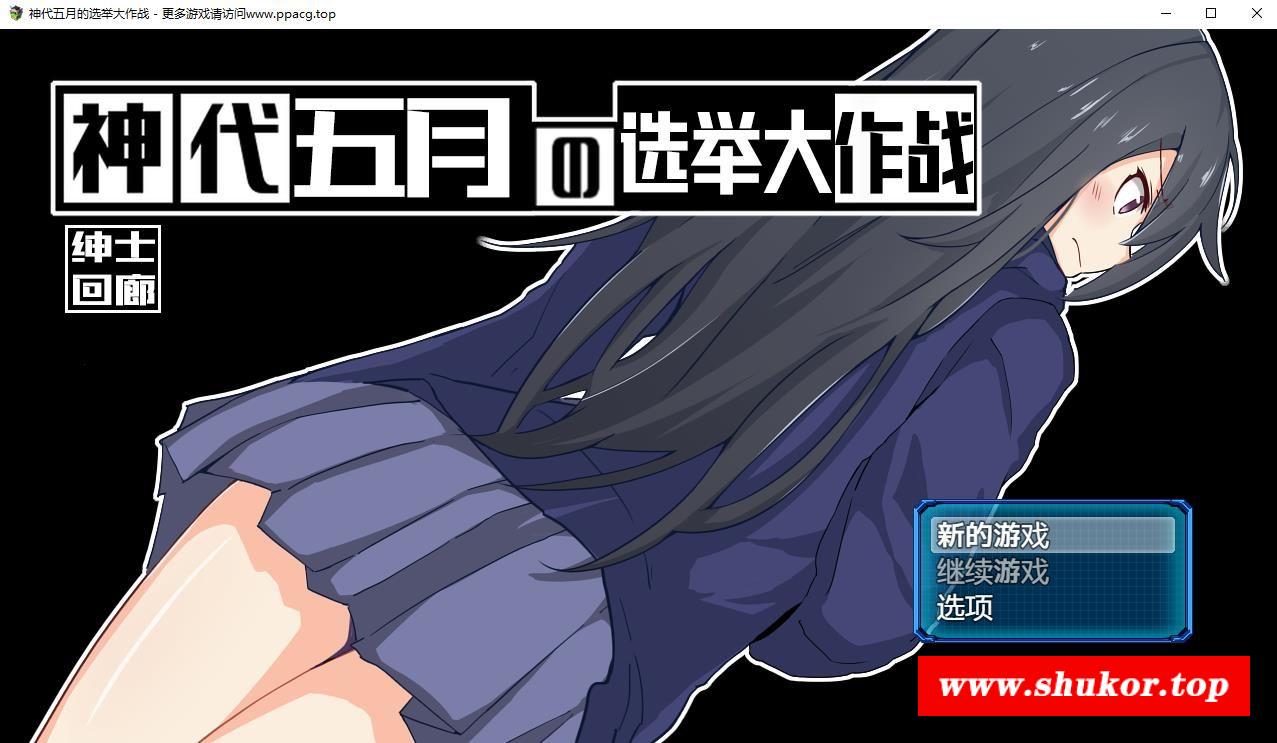 神代五月的选举大作战 - 更多游戏请访问www.ppacg.top
神代五月の选举大作战
绅士
回廊
新的游戏
继续游戏
选项
www.shukor.top